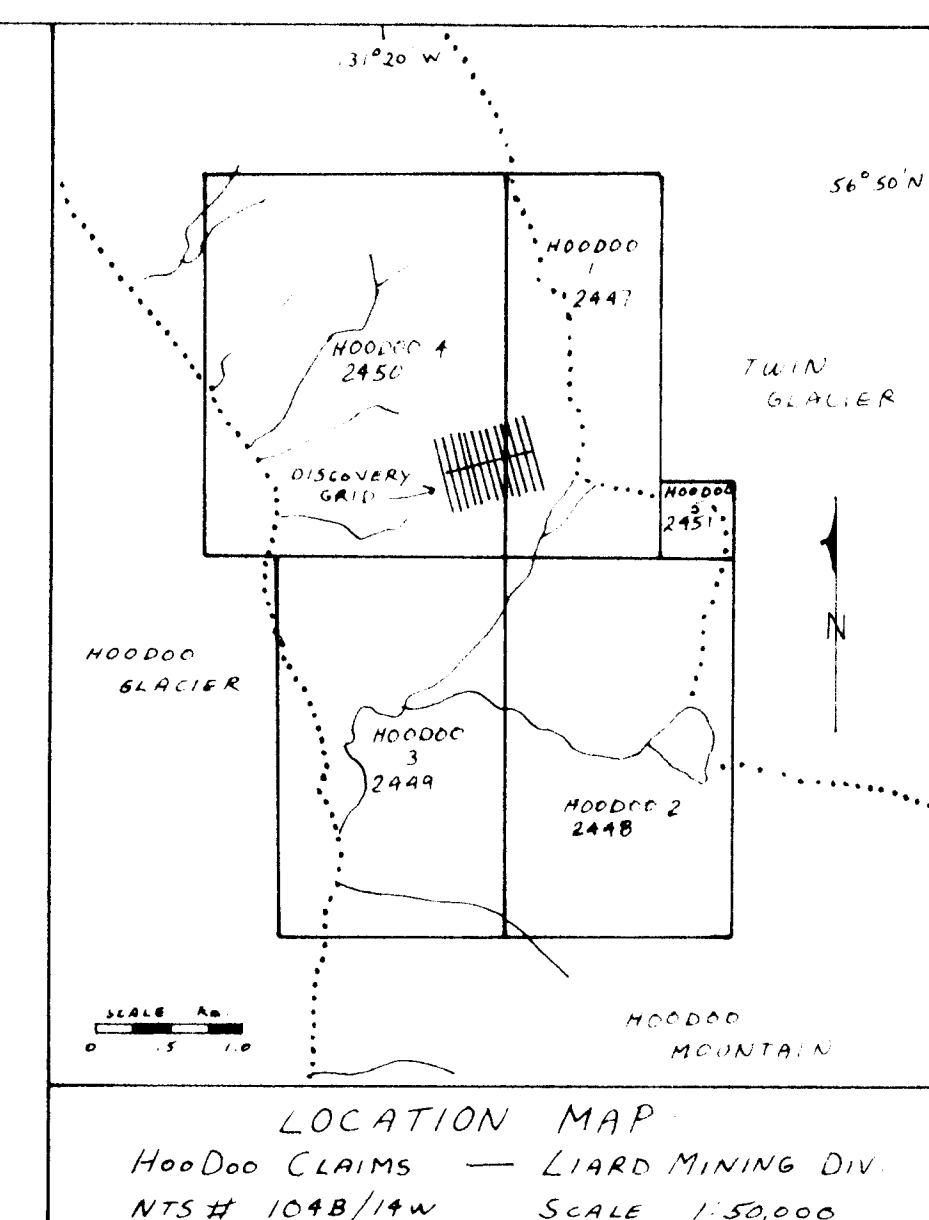 31°20' W
56°50'N
HOODOO
1
2447
HOODOO 4
2450
TWIN
GLACIER
DISCOVERY
GRID
HOODOO
5
2451
N
HOODOO
GLACIER
HOODOO
3
2449
HOODOO 2
2448
SCALE Km.
0 .5 1.0
HOODOO
MOUNTAIN
LOCATION MAP
HOODOO CLAIMS — LIARD MINING DIV.
NTS # 104B/14W SCALE 1:50,000